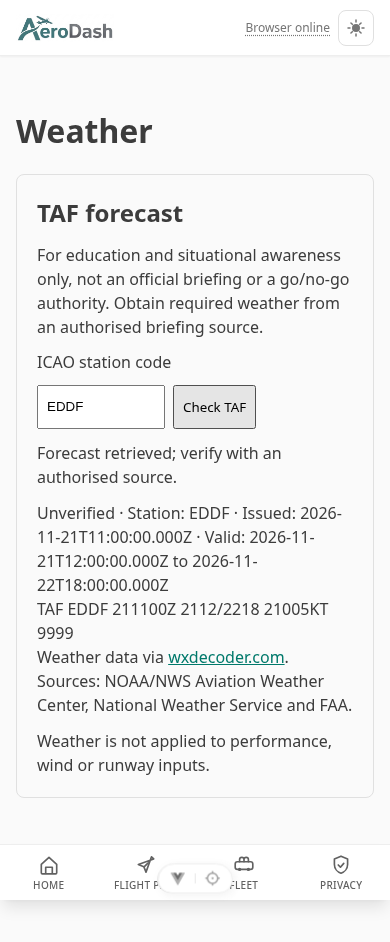 AeroDash
Browser online
Weather
TAF forecast
For education and situational awareness
only, not an official briefing or a go/no-go
authority. Obtain required weather from
an authorised briefing source.
ICAO station code
EDDF
Check TAF
Forecast retrieved; verify with an
authorised source.
Unverified · Station: EDDF · Issued: 2026-
11-21T11:00:00.000Z · Valid: 2026-11-
21T12:00:00.000Z to 2026-11-
22T18:00:00.000Z
TAF EDDF 211100Z 2112/2218 21005KT
9999
Weather data via wxdecoder.com.
Sources: NOAA/NWS Aviation Weather
Center, National Weather Service and FAA.
Weather is not applied to performance,
wind or runway inputs.
HOME
FLIGHT
FLEET
PRIVACY